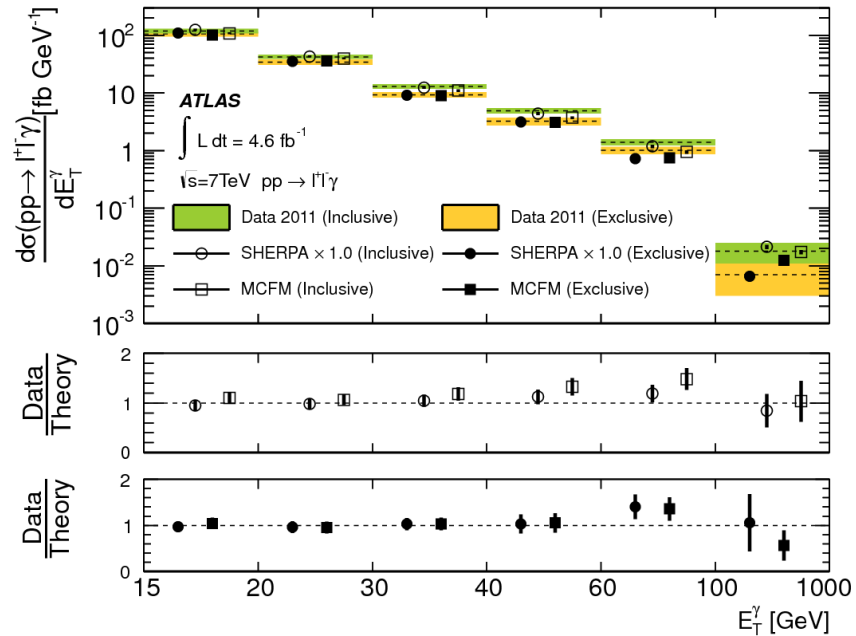 dσ(pp→ l⁺l⁻γ)
dE_T^γ
[fb GeV⁻¹]
10²
10
1
10⁻¹
10⁻²
10⁻³
ATLAS
∫ L dt = 4.6 fb⁻¹
√s=7TeV pp → l⁺l⁻γ
Data 2011 (Inclusive) Data 2011 (Exclusive)
SHERPA × 1.0 (Inclusive) SHERPA × 1.0 (Exclusive)
MCFM (Inclusive) MCFM (Exclusive)
Data
Theory
2
1
0
Data
Theory
2
1
0
15 20 30 40 60 100 1000
E_T^γ [GeV]